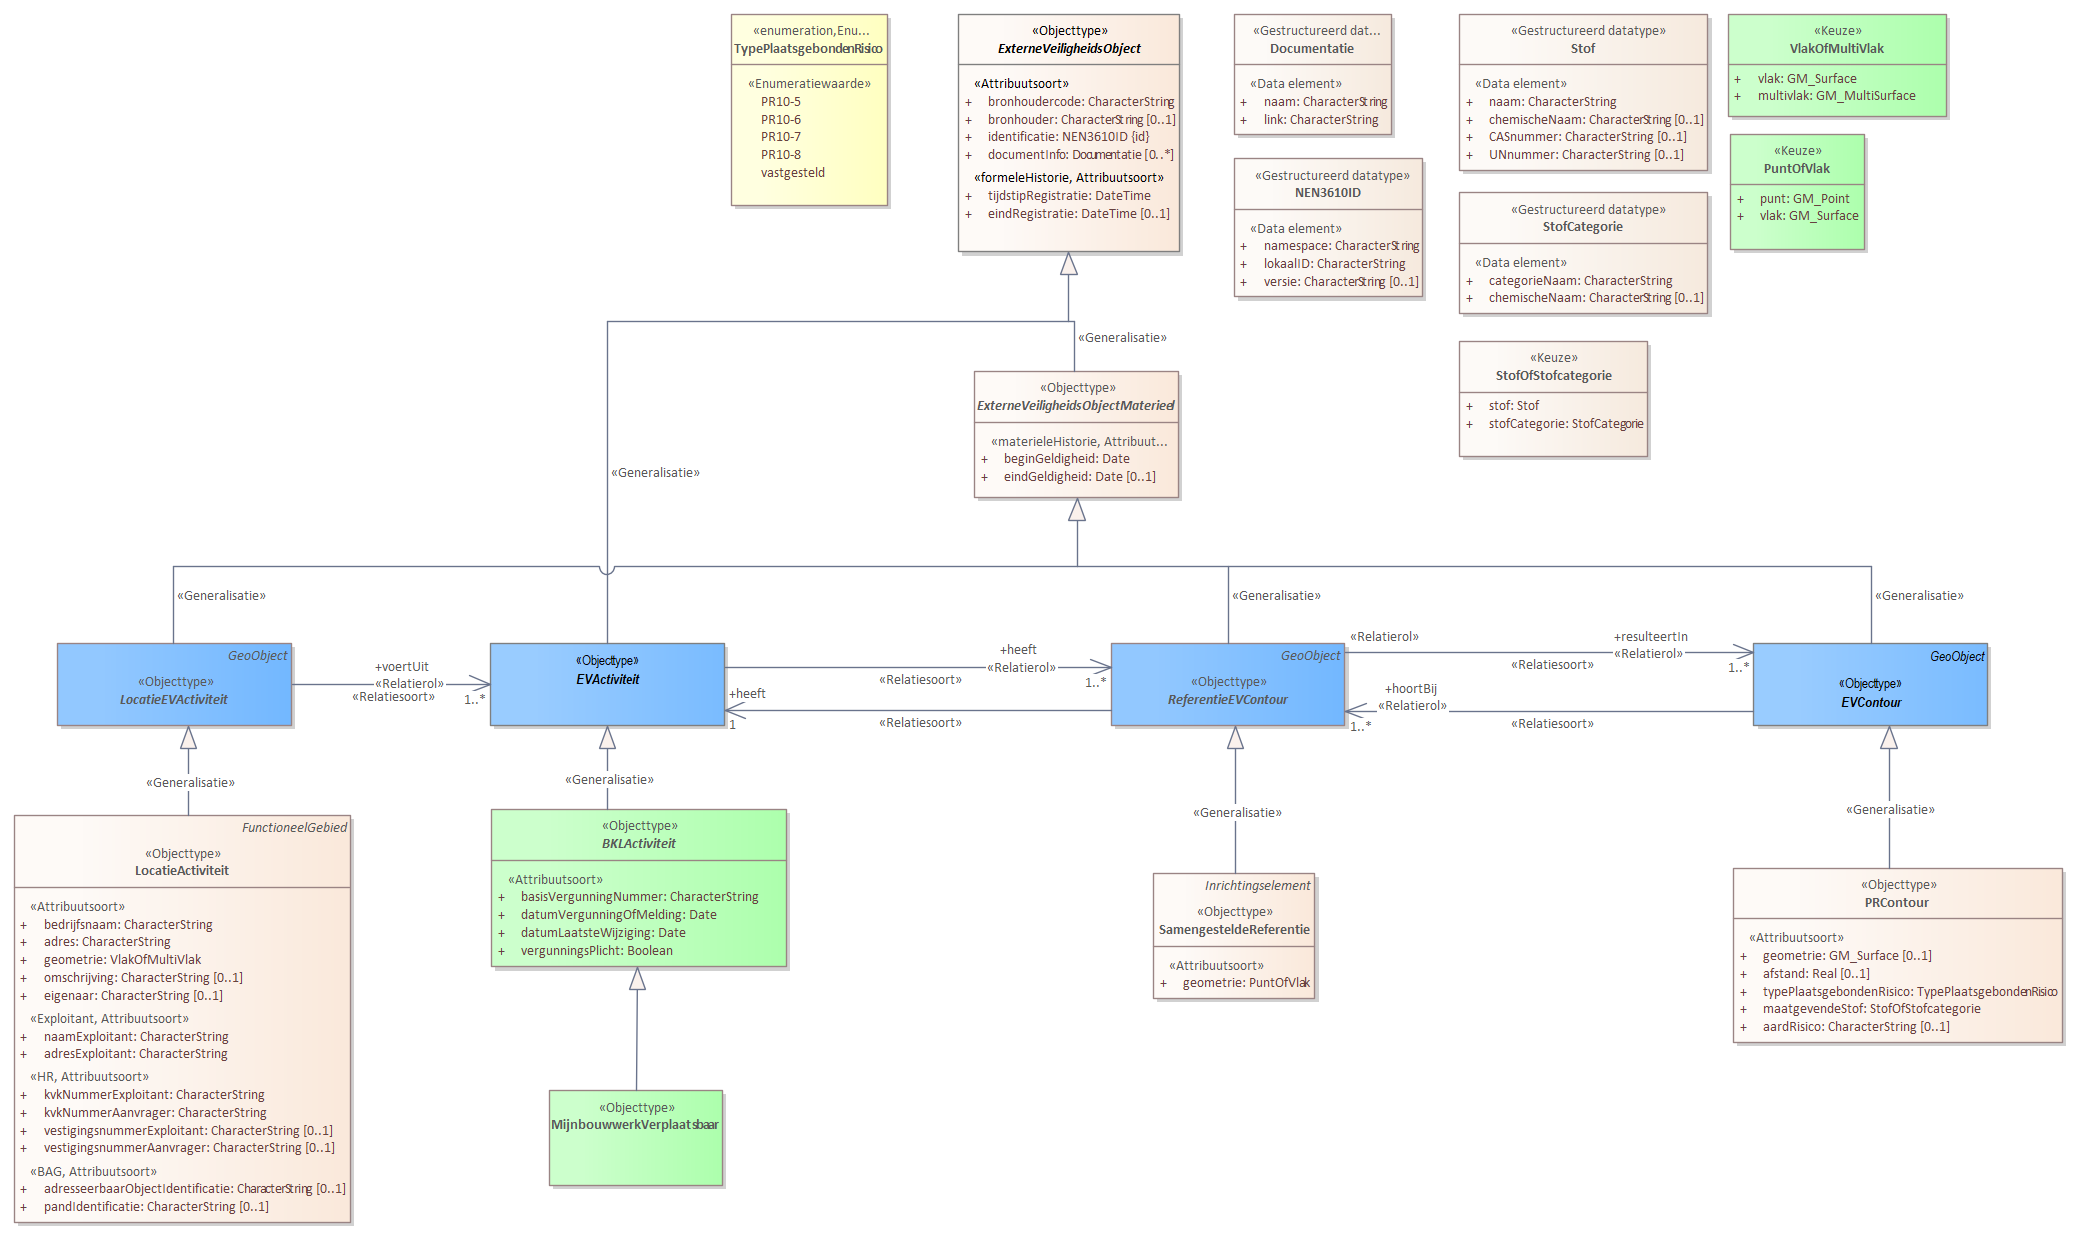 «enumeration,Enu...
TypePlaatsgebondenRisico
«Enumeratiewaarde»
PR10-5
PR10-6
PR10-7
PR10-8
vastgesteld
«Objecttype»
ExterneVeiligheidsObject
«Attribuutsoort»
+ bronhoudercode: CharacterString
+ bronhouder: CharacterString [0..1]
+ identificatie: NEN3610ID {id}
+ documentInfo: Documentatie [0..*]
«formeleHistorie, Attribuutsoort»
+ tijdstipRegistratie: DateTime
+ eindRegistratie: DateTime [0..1]
«Gestructureerd dat...
Documentatie
«Data element»
+ naam: CharacterString
+ link: CharacterString
«Gestructureerd datatype»
NEN3610ID
«Data element»
+ namespace: CharacterString
+ lokaalID: CharacterString
+ versie: CharacterString [0..1]
«Gestructureerd datatype»
Stof
«Data element»
+ naam: CharacterString
+ chemischeNaam: CharacterString [0..1]
+ CASnummer: CharacterString [0..1]
+ UNnummer: CharacterString [0..1]
«Gestructureerd datatype»
StofCategorie
«Data element»
+ categorieNaam: CharacterString
+ chemischeNaam: CharacterString [0..1]
«Keuze»
StofOfStofcategorie
+ stof: Stof
+ stofCategorie: StofCategorie
«Keuze»
VlakOfMultiVlak
+ vlak: GM_Surface
+ multivlak: GM_MultiSurface
«Keuze»
PuntOfVlak
+ punt: GM_Point
+ vlak: GM_Surface
«Generalisatie»
«Objecttype»
ExterneVeiligheidsObjectMaterieel
«materieleHistorie, Attribuut...
+ beginGeldigheid: Date
+ eindGeldigheid: Date [0..1]
«Generalisatie»
«Generalisatie»
«Generalisatie»
«Generalisatie»
GeoObject
«Objecttype»
LocatieEVActiviteit
+voertUit
«Relatierol»
«Relatiesoort»
1..*
«Objecttype»
EVActiviteit
+heeft
«Relatierol»
«Relatiesoort»
1..*
+heeft
1
«Relatiesoort»
GeoObject
«Objecttype»
ReferentieEVContour
«Relatierol»
+resulteertIn
«Relatierol»
«Relatiesoort»
1..*
+hoortBij
«Relatierol»
1..*
«Relatiesoort»
GeoObject
«Objecttype»
EVContour
«Generalisatie»
«Generalisatie»
«Generalisatie»
«Generalisatie»
FunctioneelGebied
«Objecttype»
LocatieActiviteit
«Attribuutsoort»
+ bedrijfsnaam: CharacterString
+ adres: CharacterString
+ geometrie: VlakOfMultiVlak
+ omschrijving: CharacterString [0..1]
+ eigenaar: CharacterString [0..1]
«Exploitant, Attribuutsoort»
+ naamExploitant: CharacterString
+ adresExploitant: CharacterString
«HR, Attribuutsoort»
+ kvkNummerExploitant: CharacterString
+ kvkNummerAanvrager: CharacterString
+ vestigingsnummerExploitant: CharacterString [0..1]
+ vestigingsnummerAanvrager: CharacterString [0..1]
«BAG, Attribuutsoort»
+ adresseerbaarObjectIdentificatie: CharacterString [0..1]
+ pandIdentificatie: CharacterString [0..1]
«Objecttype»
BKLActiviteit
«Attribuutsoort»
+ basisVergunningNummer: CharacterString
+ datumVergunningOfMelding: Date
+ datumLaatsteWijziging: Date
+ vergunningsPlicht: Boolean
«Objecttype»
MijnbouwwerkVerplaatsbaar
Inrichtingselement
«Objecttype»
SamengesteldeReferentie
«Attribuutsoort»
+ geometrie: PuntOfVlak
«Objecttype»
PRContour
«Attribuutsoort»
+ geometrie: GM_Surface [0..1]
+ afstand: Real [0..1]
+ typePlaatsgebondenRisico: TypePlaatsgebondenRisico
+ maatgevendeStof: StofOfStofcategorie
+ aardRisico: CharacterString [0..1]